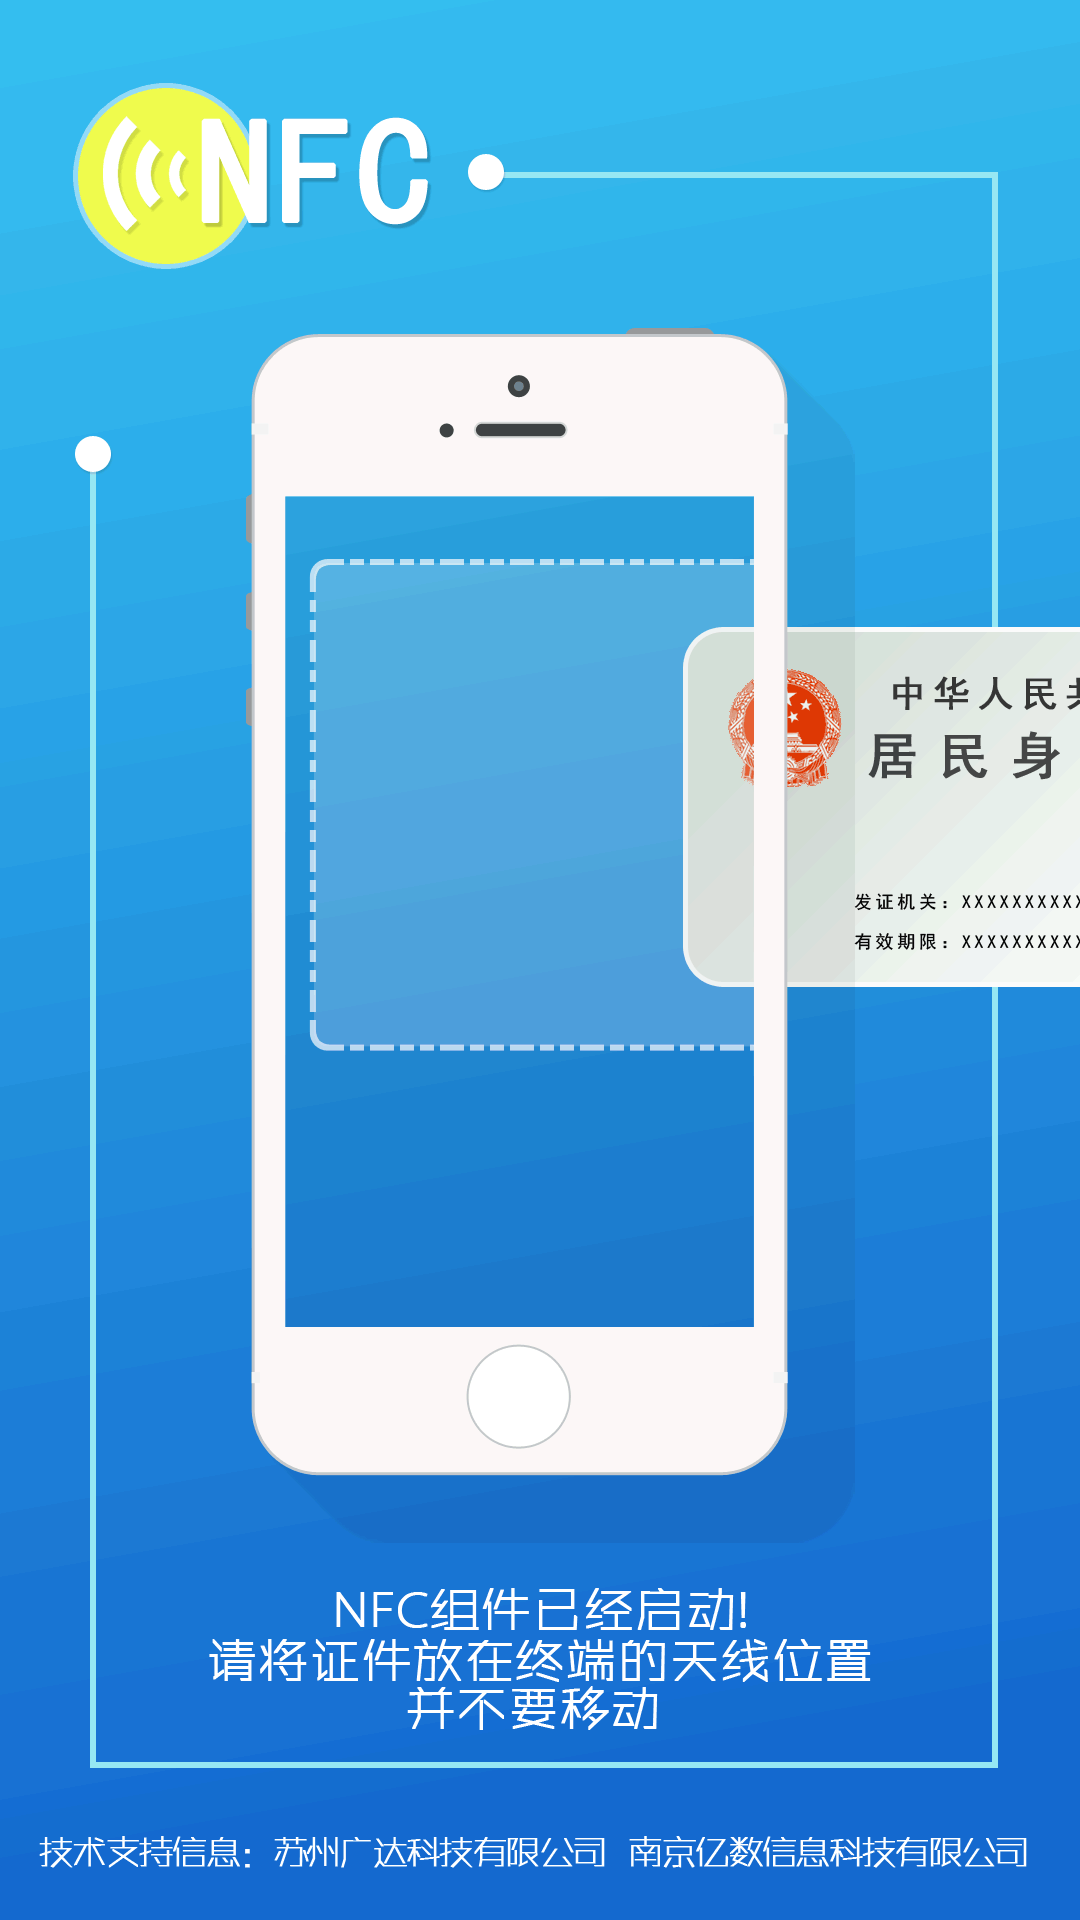 NFC
中华人民共
居民身
发证机关：XXXXXXXXXX
有效期限：XXXXXXXXXX
NFC组件已经启动!
请将证件放在终端的天线位置
并不要移动
技术支持信息：苏州广达科技有限公司 南京亿数信息科技有限公司